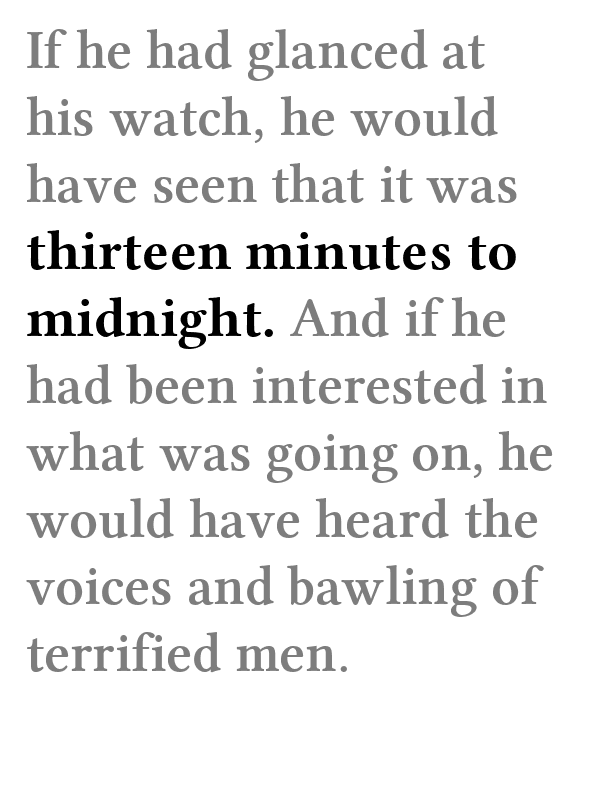 If he had glanced at
his watch, he would
have seen that it was
thirteen minutes to
midnight. And if he
had been interested in
what was going on, he
would have heard the
voices and bawling of
terrified men.